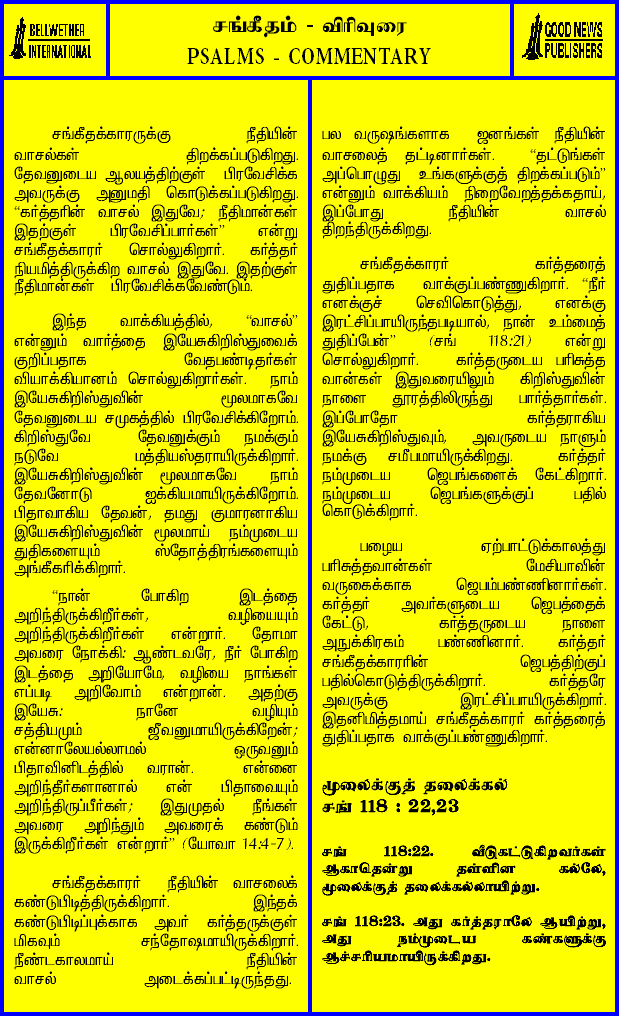 BELLWETHER
INTERNATIONAL
சங்கீதம் - விரிவுரை
PSALMS - COMMENTARY
GOOD NEWS
PUBLISHERS
சங்கீதக்காரருக்கு நீதியின்
வாசல்கள் திறக்கப்படுகிறது.
தேவனுடைய ஆலயத்திற்குள் பிரவேசிக்க
அவருக்கு அனுமதி கொடுக்கப்படுகிறது.
“கர்த்தரின் வாசல் இதுவே; நீதிமான்கள்
இதற்குள் பிரவேசிப்பார்கள்” என்று
சங்கீதக்காரர் சொல்லுகிறார். கர்த்தர்
நியமித்திருக்கிற வாசல் இதுவே. இதற்குள்
நீதிமான்கள் பிரவேசிக்கவேண்டும்.
இந்த வாக்கியத்தில், “வாசல்”
என்னும் வார்த்தை இயேசுகிறிஸ்துவைக்
குறிப்பதாக வேதபண்டிதர்கள்
வியாக்கியானம் சொல்லுகிறார்கள். நாம்
இயேசுகிறிஸ்துவின் மூலமாகவே
தேவனுடைய சமுகத்தில் பிரவேசிக்கிறோம்.
கிறிஸ்துவே தேவனுக்கும் நமக்கும்
நடுவே மத்தியஸ்தராயிருக்கிறார்.
இயேசுகிறிஸ்துவின் மூலமாகவே நாம்
தேவனோடு ஐக்கியமாயிருக்கிறோம்.
பிதாவாகிய தேவன், தமது குமாரனாகிய
இயேசுகிறிஸ்துவின் மூலமாய் நம்முடைய
துதிகளையும் ஸ்தோத்திரங்களையும்
அங்கீகரிக்கிறார்.
“நான் போகிற இடத்தை
அறிந்திருக்கிறீர்கள், வழியையும்
அறிந்திருக்கிறீர்கள் என்றார். தோமா
அவரை நோக்கி: ஆண்டவரே, நீர் போகிற
இடத்தை அறியோமே, வழியை நாங்கள்
எப்படி அறிவோம் என்றான். அதற்கு
இயேசு: நானே வழியும்
சத்தியமும் ஜீவனுமாயிருக்கிறேன்;
என்னாலேயல்லாமல் ஒருவனும்
பிதாவினிடத்தில் வரான். என்னை
அறிந்தீர்களானால் என் பிதாவையும்
அறிந்திருப்பீர்கள்; இதுமுதல் நீங்கள்
அவரை அறிந்தும் அவரைக் கண்டும்
இருக்கிறீர்கள் என்றார்” (யோவா 14:4-7).
சங்கீதக்காரர் நீதியின் வாசலைக்
கண்டுபிடித்திருக்கிறார். இந்தக்
கண்டுபிடிப்புக்காக அவர் கர்த்தருக்குள்
மிகவும் சந்தோஷமாயிருக்கிறார்.
நீண்டகாலமாய் நீதியின்
வாசல் அடைக்கப்பட்டிருந்தது.
பல வருஷங்களாக ஜனங்கள் நீதியின்
வாசலைத் தட்டினார்கள். “தட்டுங்கள்
அப்பொழுது உங்களுக்குத் திறக்கப்படும்”
என்னும் வாக்கியம் நிறைவேறத்தக்கதாய்,
இப்போது நீதியின் வாசல்
திறந்திருக்கிறது.
சங்கீதக்காரர் கர்த்தரைத்
துதிப்பதாக வாக்குப்பண்ணுகிறார். “நீர்
எனக்குச் செவிகொடுத்து, எனக்கு
இரட்சிப்பாயிருந்தபடியால், நான் உம்மைத்
துதிப்பேன்” (சங் 118:21) என்று
சொல்லுகிறார். கர்த்தருடைய பரிசுத்த
வான்கள் இதுவரையிலும் கிறிஸ்துவின்
நாளை தூரத்திலிருந்து பார்த்தார்கள்.
இப்போதோ கர்த்தராகிய
இயேசுகிறிஸ்துவும், அவருடைய நாளும்
நமக்கு சமீபமாயிருக்கிறது. கர்த்தர்
நம்முடைய ஜெபங்களைக் கேட்கிறார்.
நம்முடைய ஜெபங்களுக்குப் பதில்
கொடுக்கிறார்.
பழைய ஏற்பாட்டுக்காலத்து
பரிசுத்தவான்கள் மேசியாவின்
வருகைக்காக ஜெபம்பண்ணினார்கள்.
கர்த்தர் அவர்களுடைய ஜெபத்தைக்
கேட்டு, கர்த்தருடைய நாளை
அநுக்கிரகம் பண்ணினார். கர்த்தர்
சங்கீதக்காரரின் ஜெபத்திற்குப்
பதில்கொடுத்திருக்கிறார். கர்த்தரே
அவருக்கு இரட்சிப்பாயிருக்கிறார்.
இதனிமித்தமாய் சங்கீதக்காரர் கர்த்தரைத்
துதிப்பதாக வாக்குப்பண்ணுகிறார்.
மூலைக்குத் தலைக்கல்
சங் 118 : 22,23
சங் 118:22. வீடுகட்டுகிறவர்கள்
ஆகாதென்று தள்ளின கல்லே,
மூலைக்குத் தலைக்கல்லாயிற்று.
சங் 118:23. அது கர்த்தராலே ஆயிற்று,
அது நம்முடைய கண்களுக்கு
ஆச்சரியமாயிருக்கிறது.